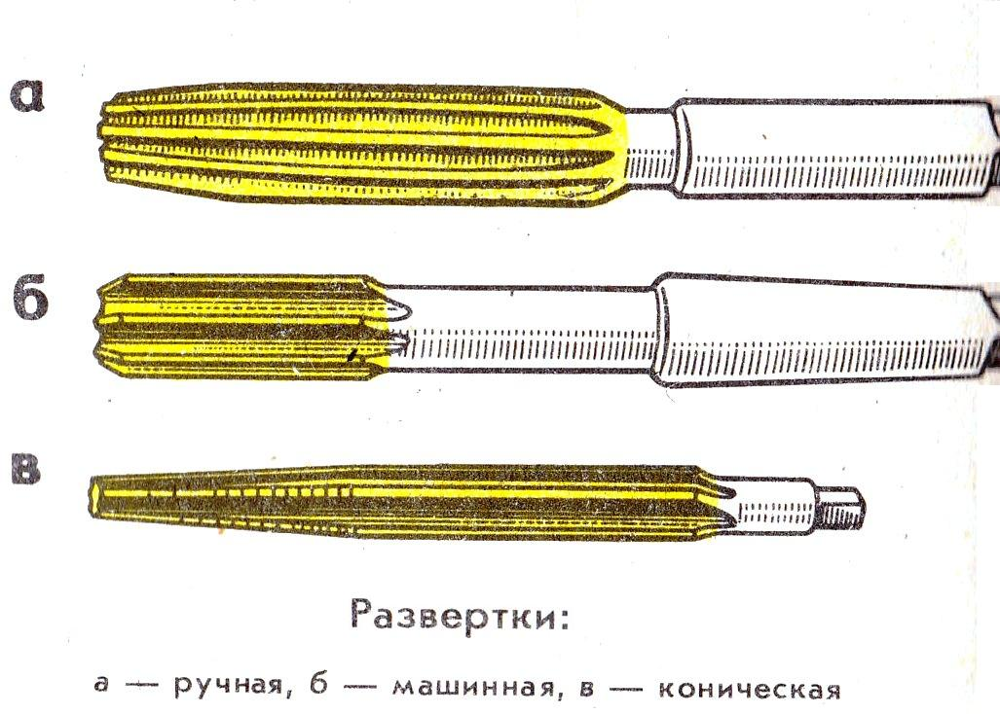 а
б
в
Развертки:
а — ручная, б — машинная, в — коническая